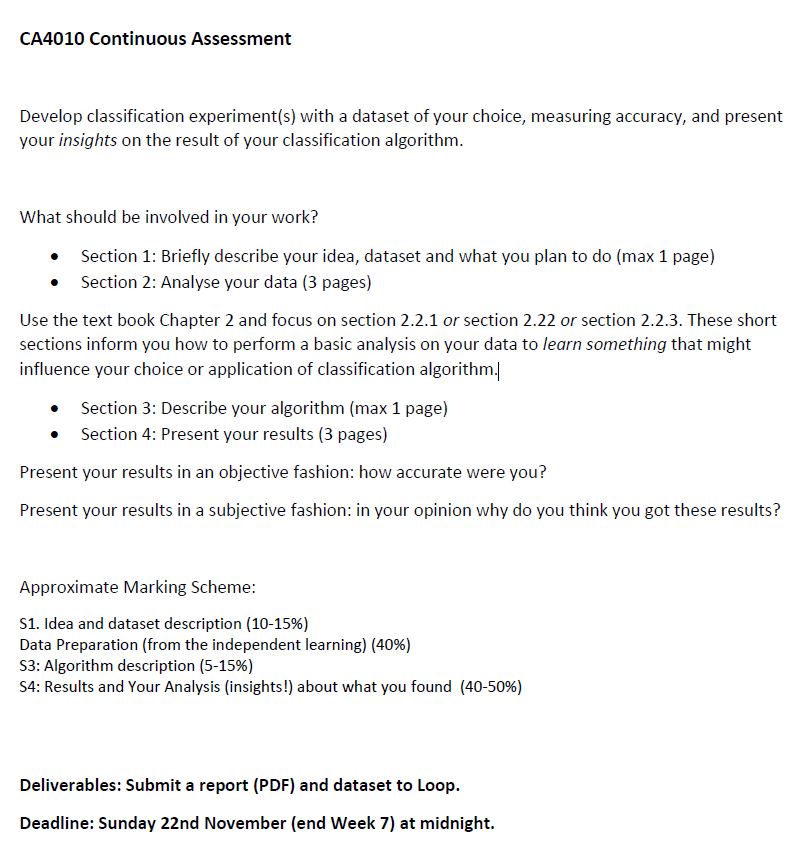 CA4010 Continuous Assessment
Develop classification experiment(s) with a dataset of your choice, measuring accuracy, and present
your insights on the result of your classification algorithm.
What should be involved in your work?
• Section 1: Briefly describe your idea, dataset and what you plan to do (max 1 page)
• Section 2: Analyse your data (3 pages)
Use the text book Chapter 2 and focus on section 2.2.1 or section 2.22 or section 2.2.3. These short
sections inform you how to perform a basic analysis on your data to learn something that might
influence your choice or application of classification algorithm.
• Section 3: Describe your algorithm (max 1 page)
• Section 4: Present your results (3 pages)
Present your results in an objective fashion: how accurate were you?
Present your results in a subjective fashion: in your opinion why do you think you got these results?
Approximate Marking Scheme:
S1. Idea and dataset description (10-15%)
Data Preparation (from the independent learning) (40%)
S3: Algorithm description (5-15%)
S4: Results and Your Analysis (insights!) about what you found  (40-50%)
Deliverables: Submit a report (PDF) and dataset to Loop.
Deadline: Sunday 22nd November (end Week 7) at midnight.